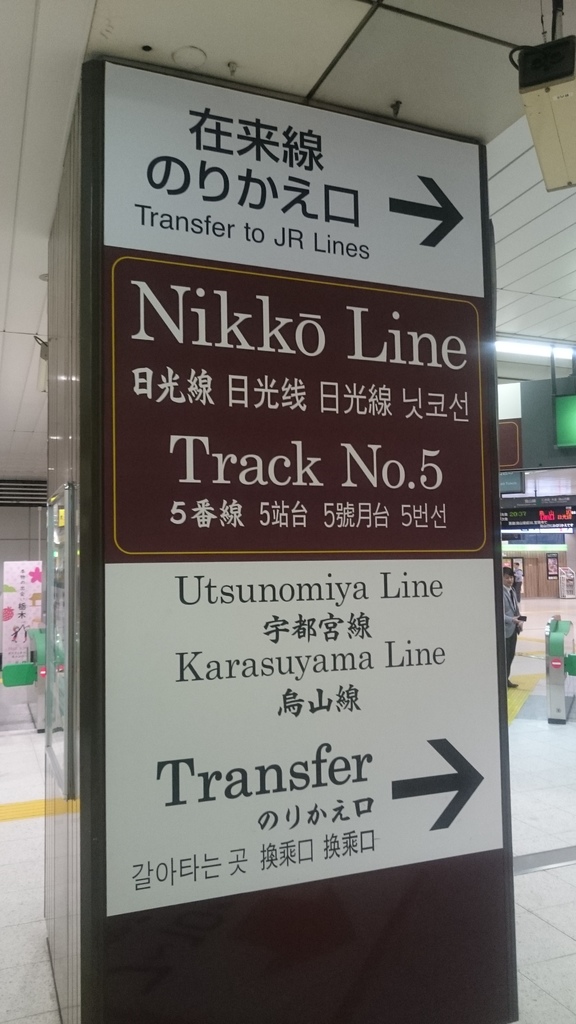 在来線
のりかえ口
Transfer to JR Lines
Nikkō Line
日光線 日光线 日光線 닛코선
Track No.5
5番線 5站台 5號月台 5번선
Utsunomiya Line
宇都宮線
Karasuyama Line
烏山線
Transfer
のりかえ口
갈아타는 곳 換乘口 换乘口
栃木